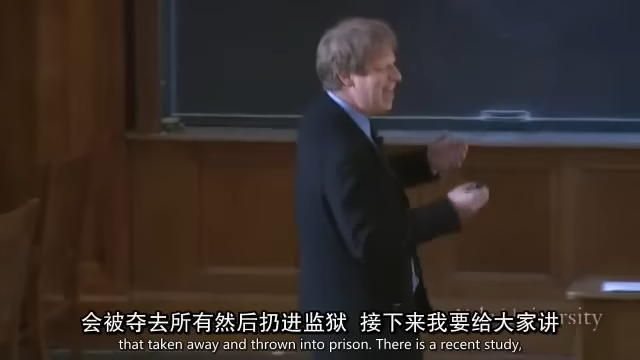 会被夺去所有然后扔进监狱 接下来我要给大家讲
that taken away and thrown into prison. There is a recent study,